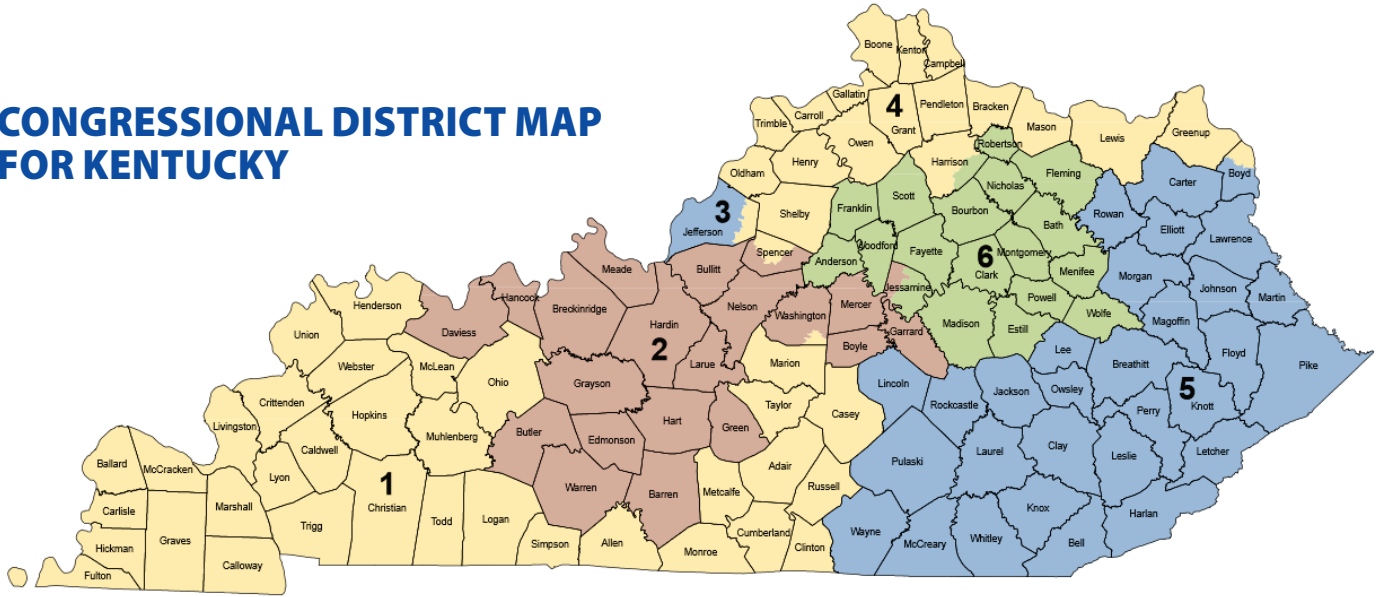 CONGRESSIONAL DISTRICT MAP
FOR KENTUCKY
Boone
Kenton
Campbell
Gallatin
Carroll
Trimble
4
Grant
Pendleton
Bracken
Mason
Lewis
Greenup
Owen
Henry
Oldham
Harrison
Robertson
Fleming
Nicholas
Carter
Boyd
3
Jefferson
Shelby
Franklin
Scott
Bourbon
Bath
Rowan
Elliott
Lawrence
Spencer
Anderson
Woodford
Fayette
6
Clark
Montgomery
Menifee
Morgan
Johnson
Martin
Meade
Bullitt
Jessamine
Powell
Wolfe
Magoffin
Floyd
Pike
Henderson
Hancock
Breckinridge
Nelson
Washington
Mercer
Garrard
Madison
Estill
Union
Daviess
Hardin
2
Larue
Boyle
Lee
Breathitt
Webster
McLean
Ohio
Grayson
Marion
Lincoln
Rockcastle
Jackson
Owsley
Perry
5
Knott
Crittenden
Hopkins
Muhlenberg
Butler
Edmonson
Hart
Green
Taylor
Casey
Livingston
Caldwell
Pulaski
Laurel
Clay
Leslie
Letcher
Ballard
McCracken
Lyon
1
Christian
Warren
Barren
Metcalfe
Adair
Russell
Carlisle
Marshall
Trigg
Todd
Logan
Knox
Harlan
Hickman
Graves
Simpson
Allen
Monroe
Cumberland
Clinton
Wayne
McCreary
Whitley
Bell
Fulton
Calloway